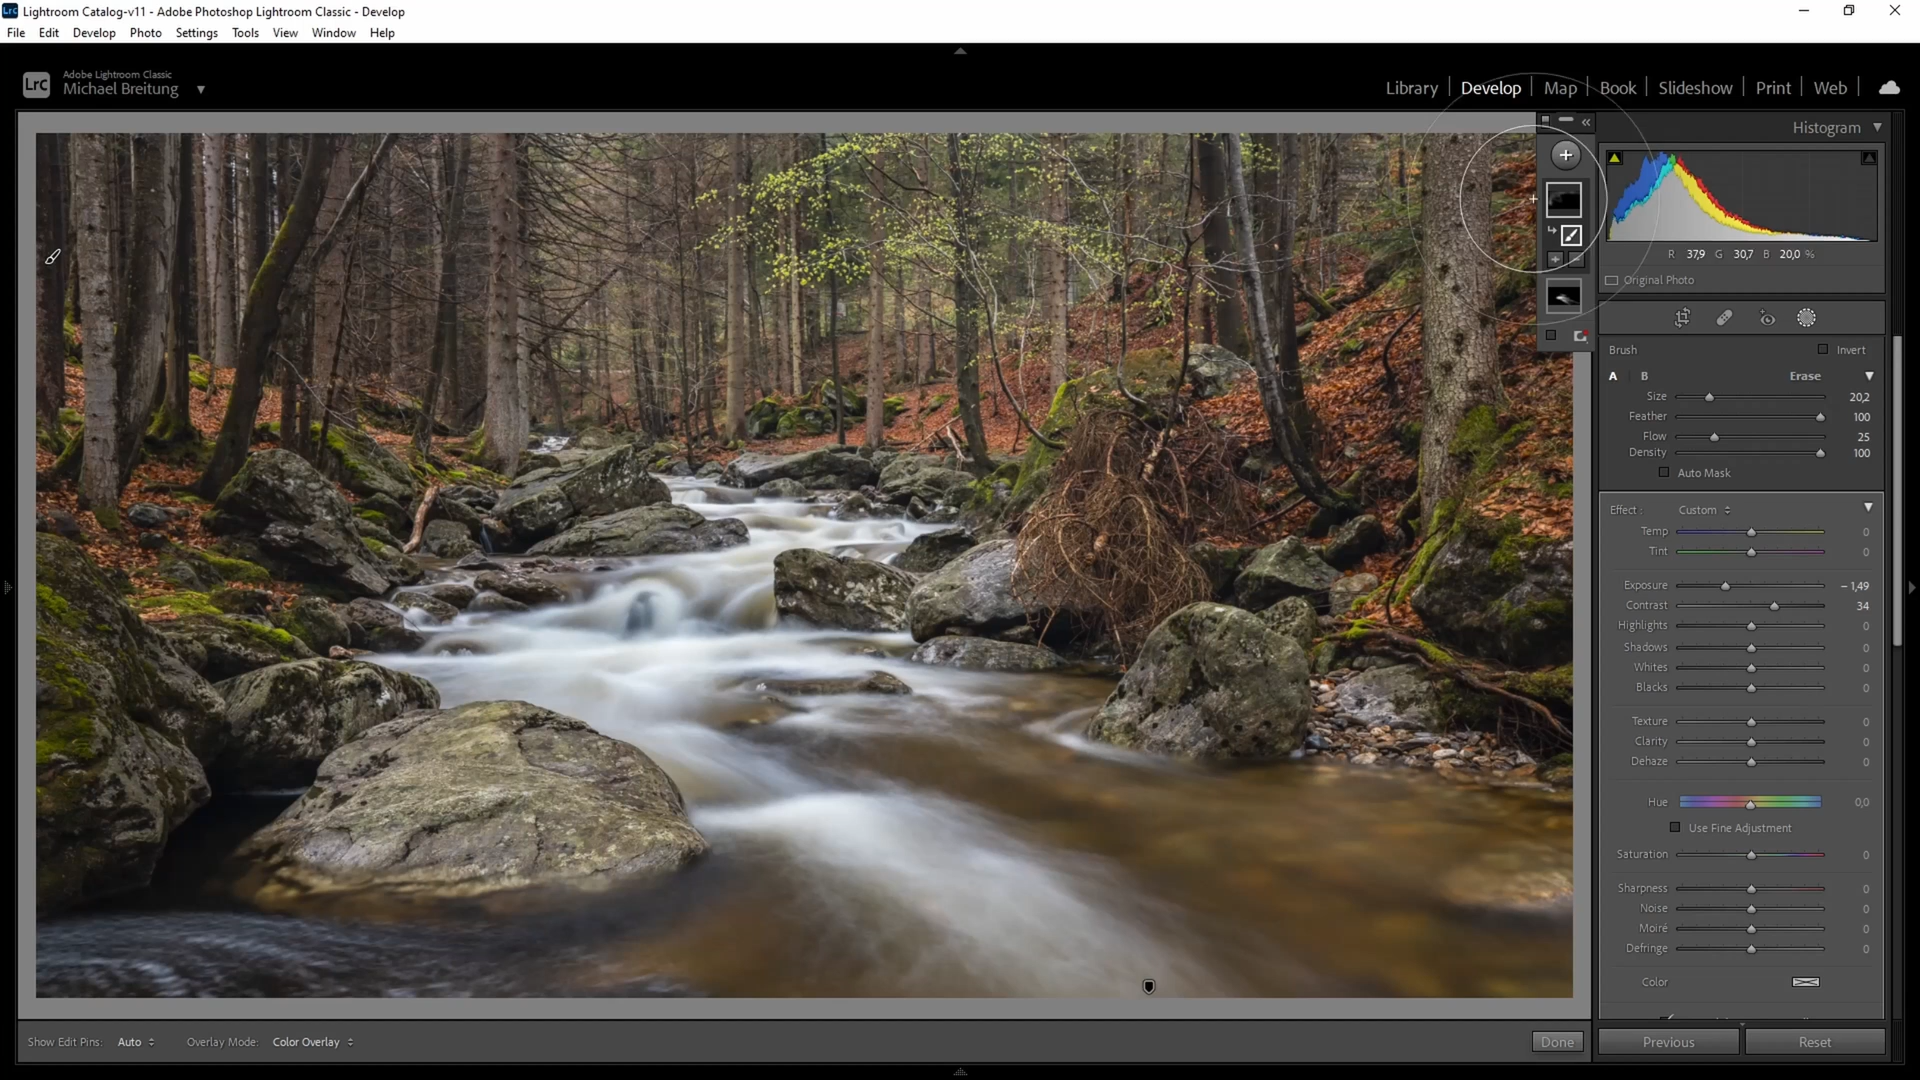 Lrc Lightroom Catalog-v11 - Adobe Photoshop Lightroom Classic - Develop
File Edit Develop Photo Settings Tools View Window Help
Lrc
Adobe Lightroom Classic
Michael Breitung
Library | Develop | Map | Book | Slideshow | Print | Web |
Histogram
R 37,9 G 30,7 B 20,0 %
Original Photo
Brush Invert
A B Erase
Size 20,2
Feather 100
Flow 25
Density 100
Auto Mask
Effect : Custom
Temp 0
Tint 0
Exposure – 1,49
Contrast 34
Highlights 0
Shadows 0
Whites 0
Blacks 0
Texture 0
Clarity 0
Dehaze 0
Hue 0,0
Use Fine Adjustment
Saturation 0
Sharpness 0
Noise 0
Moiré 0
Defringe 0
Color
Show Edit Pins: Auto Overlay Mode: Color Overlay Done
Previous Reset